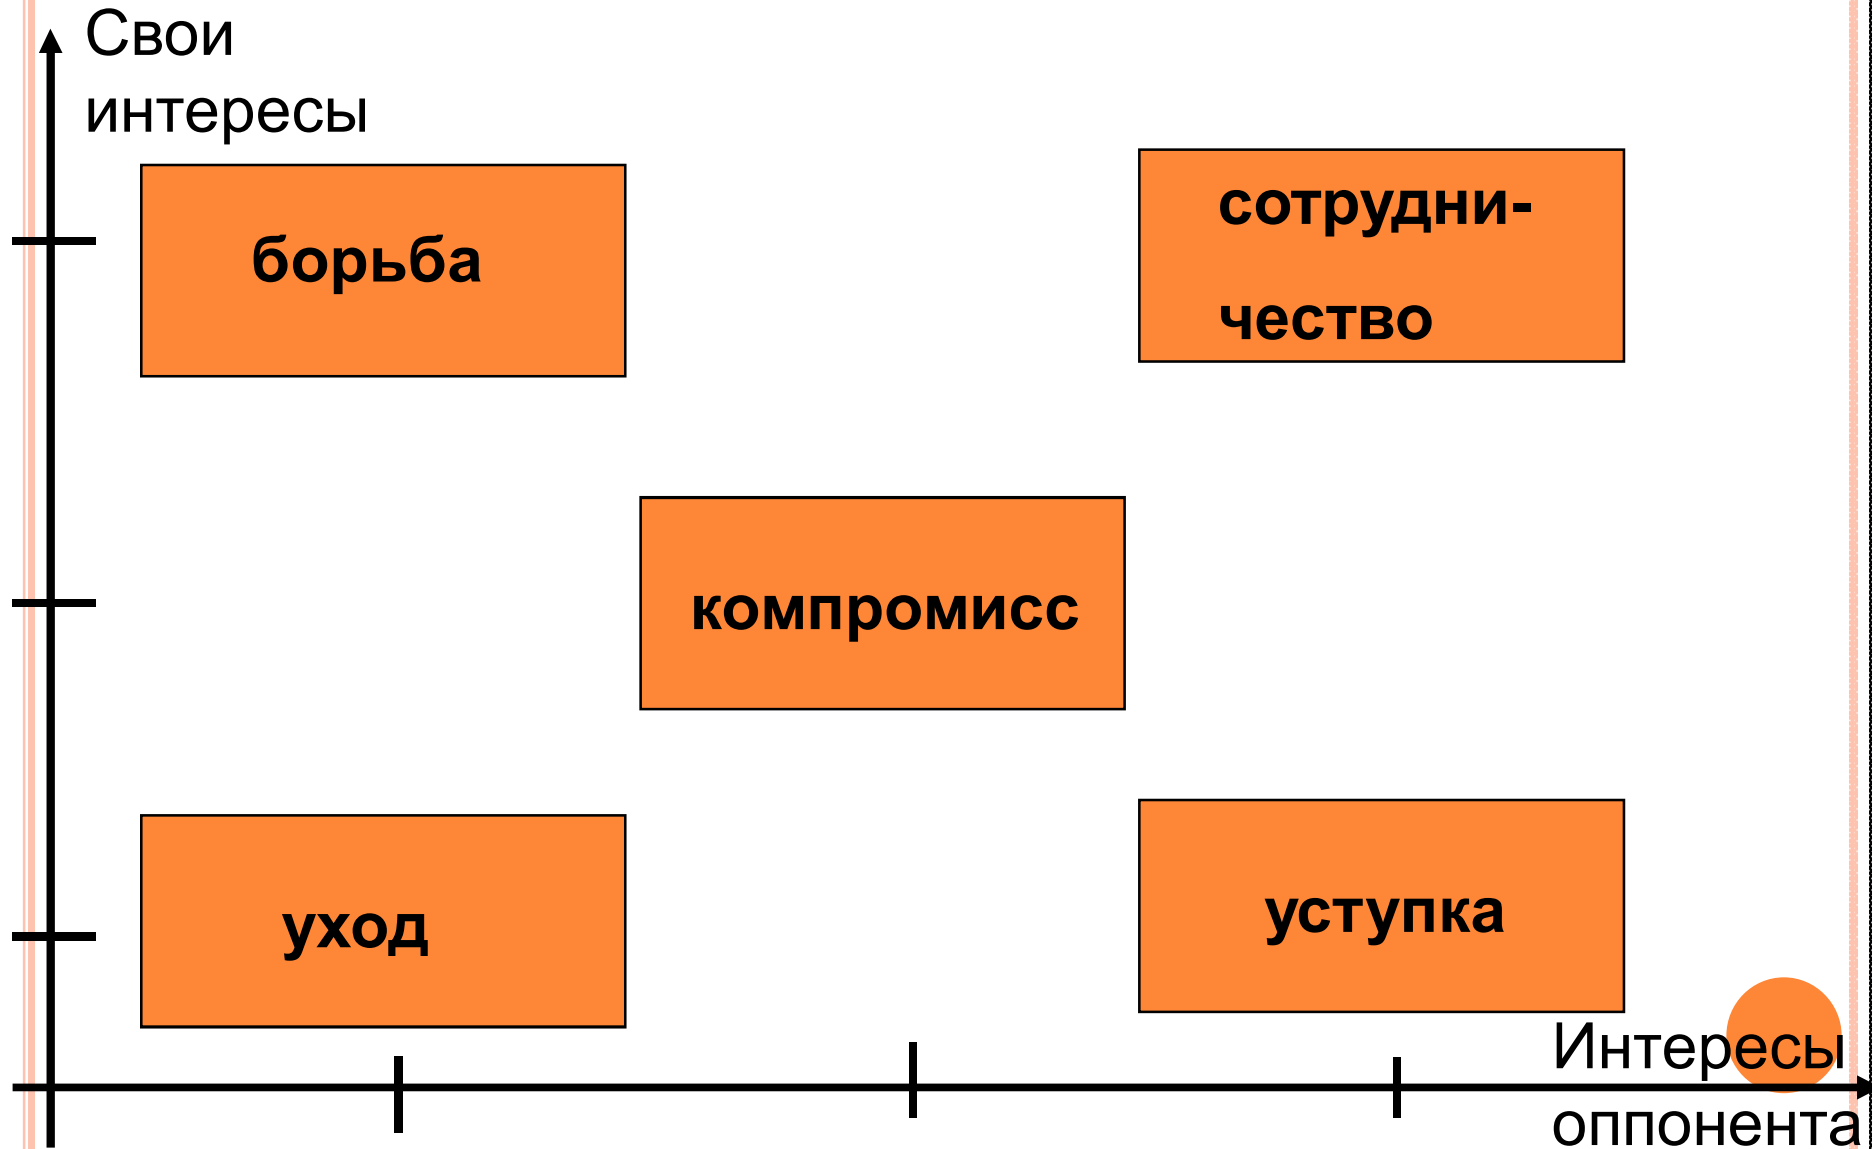 Свои
интересы
борьба
сотрудни-
чество
компромисс
уход
уступка
Интересы
оппонента